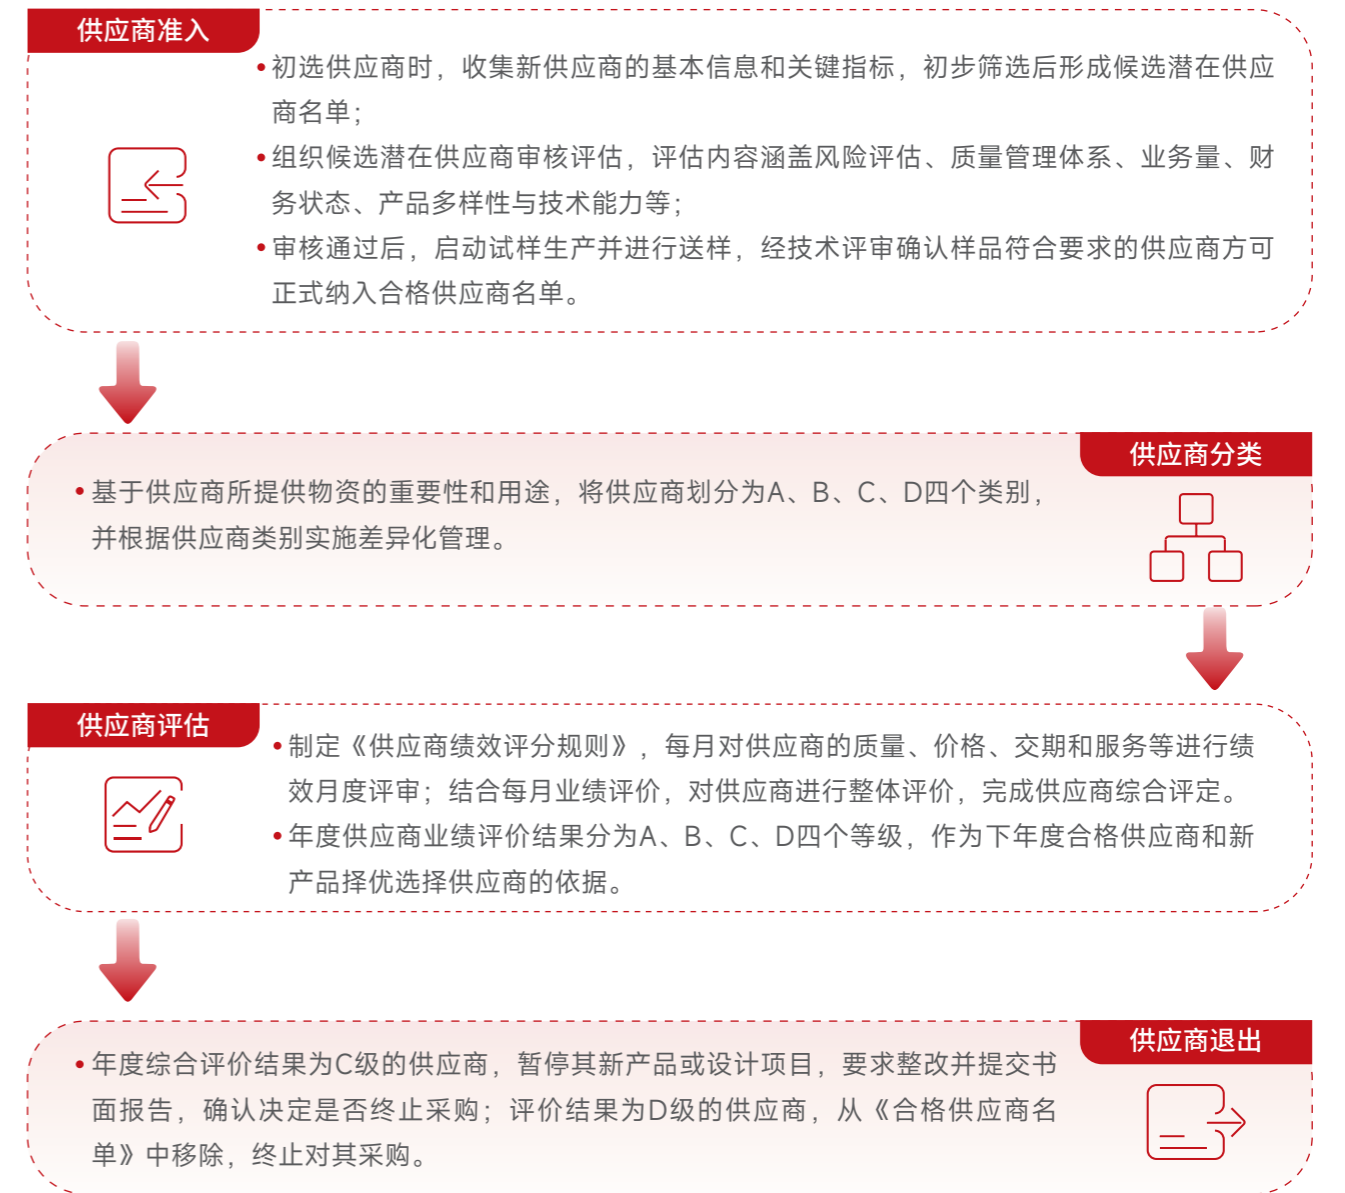 供应商准入
•初选供应商时，收集新供应商的基本信息和关键指标，初步筛选后形成候选潜在供应
商名单；
•组织候选潜在供应商审核评估，评估内容涵盖风险评估、质量管理体系、业务量、财
务状态、产品多样性与技术能力等；
•审核通过后，启动试样生产并进行送样，经技术评审确认样品符合要求的供应商方可
正式纳入合格供应商名单。
供应商分类
•基于供应商所提供物资的重要性和用途，将供应商划分为A、B、C、D四个类别，
并根据供应商类别实施差异化管理。
供应商评估
•制定《供应商绩效评分规则》，每月对供应商的质量、价格、交期和服务等进行绩
效月度评审；结合每月业绩评价，对供应商进行整体评价，完成供应商综合评定。
•年度供应商业绩评价结果分为A、B、C、D四个等级，作为下年度合格供应商和新
产品择优选择供应商的依据。
供应商退出
•年度综合评价结果为C级的供应商，暂停其新产品或设计项目，要求整改并提交书
面报告，确认决定是否终止采购；评价结果为D级的供应商，从《合格供应商名
单》中移除，终止对其采购。